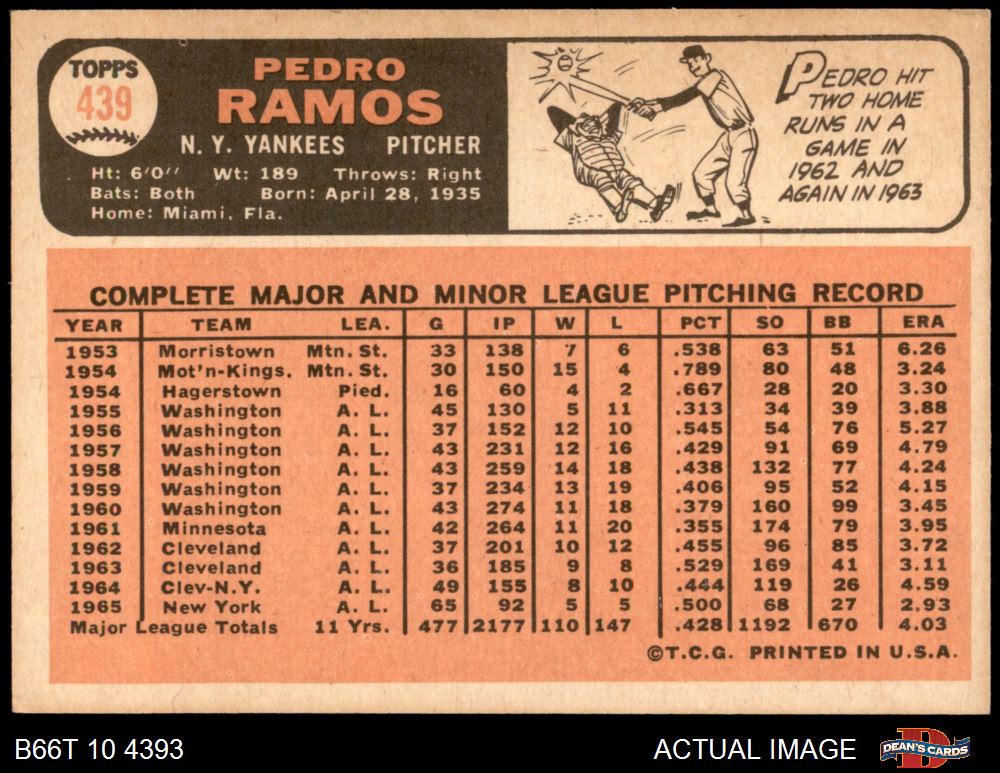 TOPPS
439
PEDRO
RAMOS
N. Y. YANKEES PITCHER
Ht: 6'0'' Wt: 189 Throws: Right
Bats: Both Born: April 28, 1935
Home: Miami, Fla.
PEDRO HIT
TWO HOME
RUNS IN A
GAME IN
1962 AND
AGAIN IN 1963
COMPLETE MAJOR AND MINOR LEAGUE PITCHING RECORD
YEAR TEAM LEA. G IP W L PCT SO BB ERA
1953 Morristown Mtn. St. 33 138 7 6 .538 63 51 6.26
1954 Mot'n-Kings. Mtn. St. 30 150 15 4 .789 80 48 3.24
1954 Hagerstown Pied. 16 60 4 2 .667 28 20 3.30
1955 Washington A. L. 45 130 5 11 .313 34 39 3.88
1956 Washington A. L. 37 152 12 10 .545 54 76 5.27
1957 Washington A. L. 43 231 12 16 .429 91 69 4.79
1958 Washington A. L. 43 259 14 18 .438 132 77 4.24
1959 Washington A. L. 37 234 13 19 .406 95 52 4.15
1960 Washington A. L. 43 274 11 18 .379 160 99 3.45
1961 Minnesota A. L. 42 264 11 20 .355 174 79 3.95
1962 Cleveland A. L. 37 201 10 12 .455 96 85 3.72
1963 Cleveland A. L. 36 185 9 8 .529 169 41 3.11
1964 Clev-N.Y. A. L. 49 155 8 10 .444 119 26 4.59
1965 New York A. L. 65 92 5 5 .500 68 27 2.93
Major League Totals 11 Yrs. 477 2177 110 147 .428 1192 670 4.03
©T.C.G. PRINTED IN U.S.A.
B66T 10 4393 ACTUAL IMAGE DEAN'S CARDS